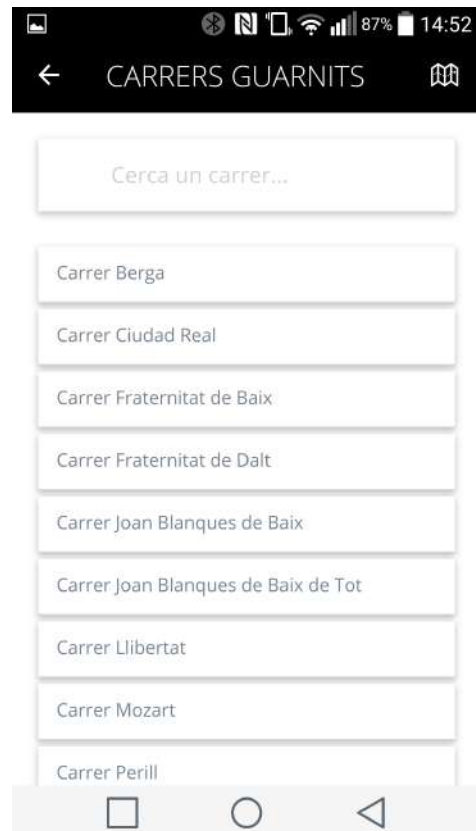 87% 14:52
CARRERS GUARNITS
Cerca un carrer...
Carrer Berga
Carrer Ciudad Real
Carrer Fraternitat de Baix
Carrer Fraternitat de Dalt
Carrer Joan Blanques de Baix
Carrer Joan Blanques de Baix de Tot
Carrer Llibertat
Carrer Mozart
Carrer Perill